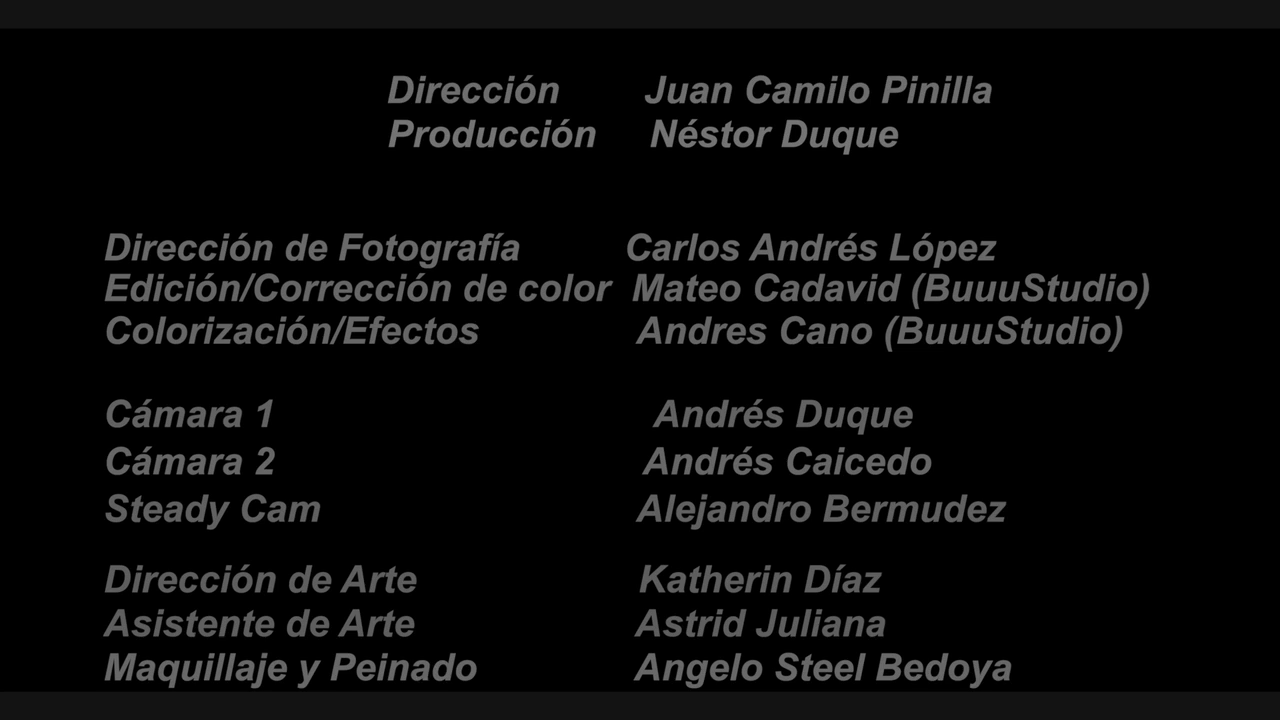 Dirección Juan Camilo Pinilla
Producción Néstor Duque
Dirección de Fotografía Carlos Andrés López
Edición/Corrección de color Mateo Cadavid (BuuuStudio)
Colorización/Efectos Andres Cano (BuuuStudio)
Cámara 1 Andrés Duque
Cámara 2 Andrés Caicedo
Steady Cam Alejandro Bermudez
Dirección de Arte Katherin Díaz
Asistente de Arte Astrid Juliana
Maquillaje y Peinado Angelo Steel Bedoya